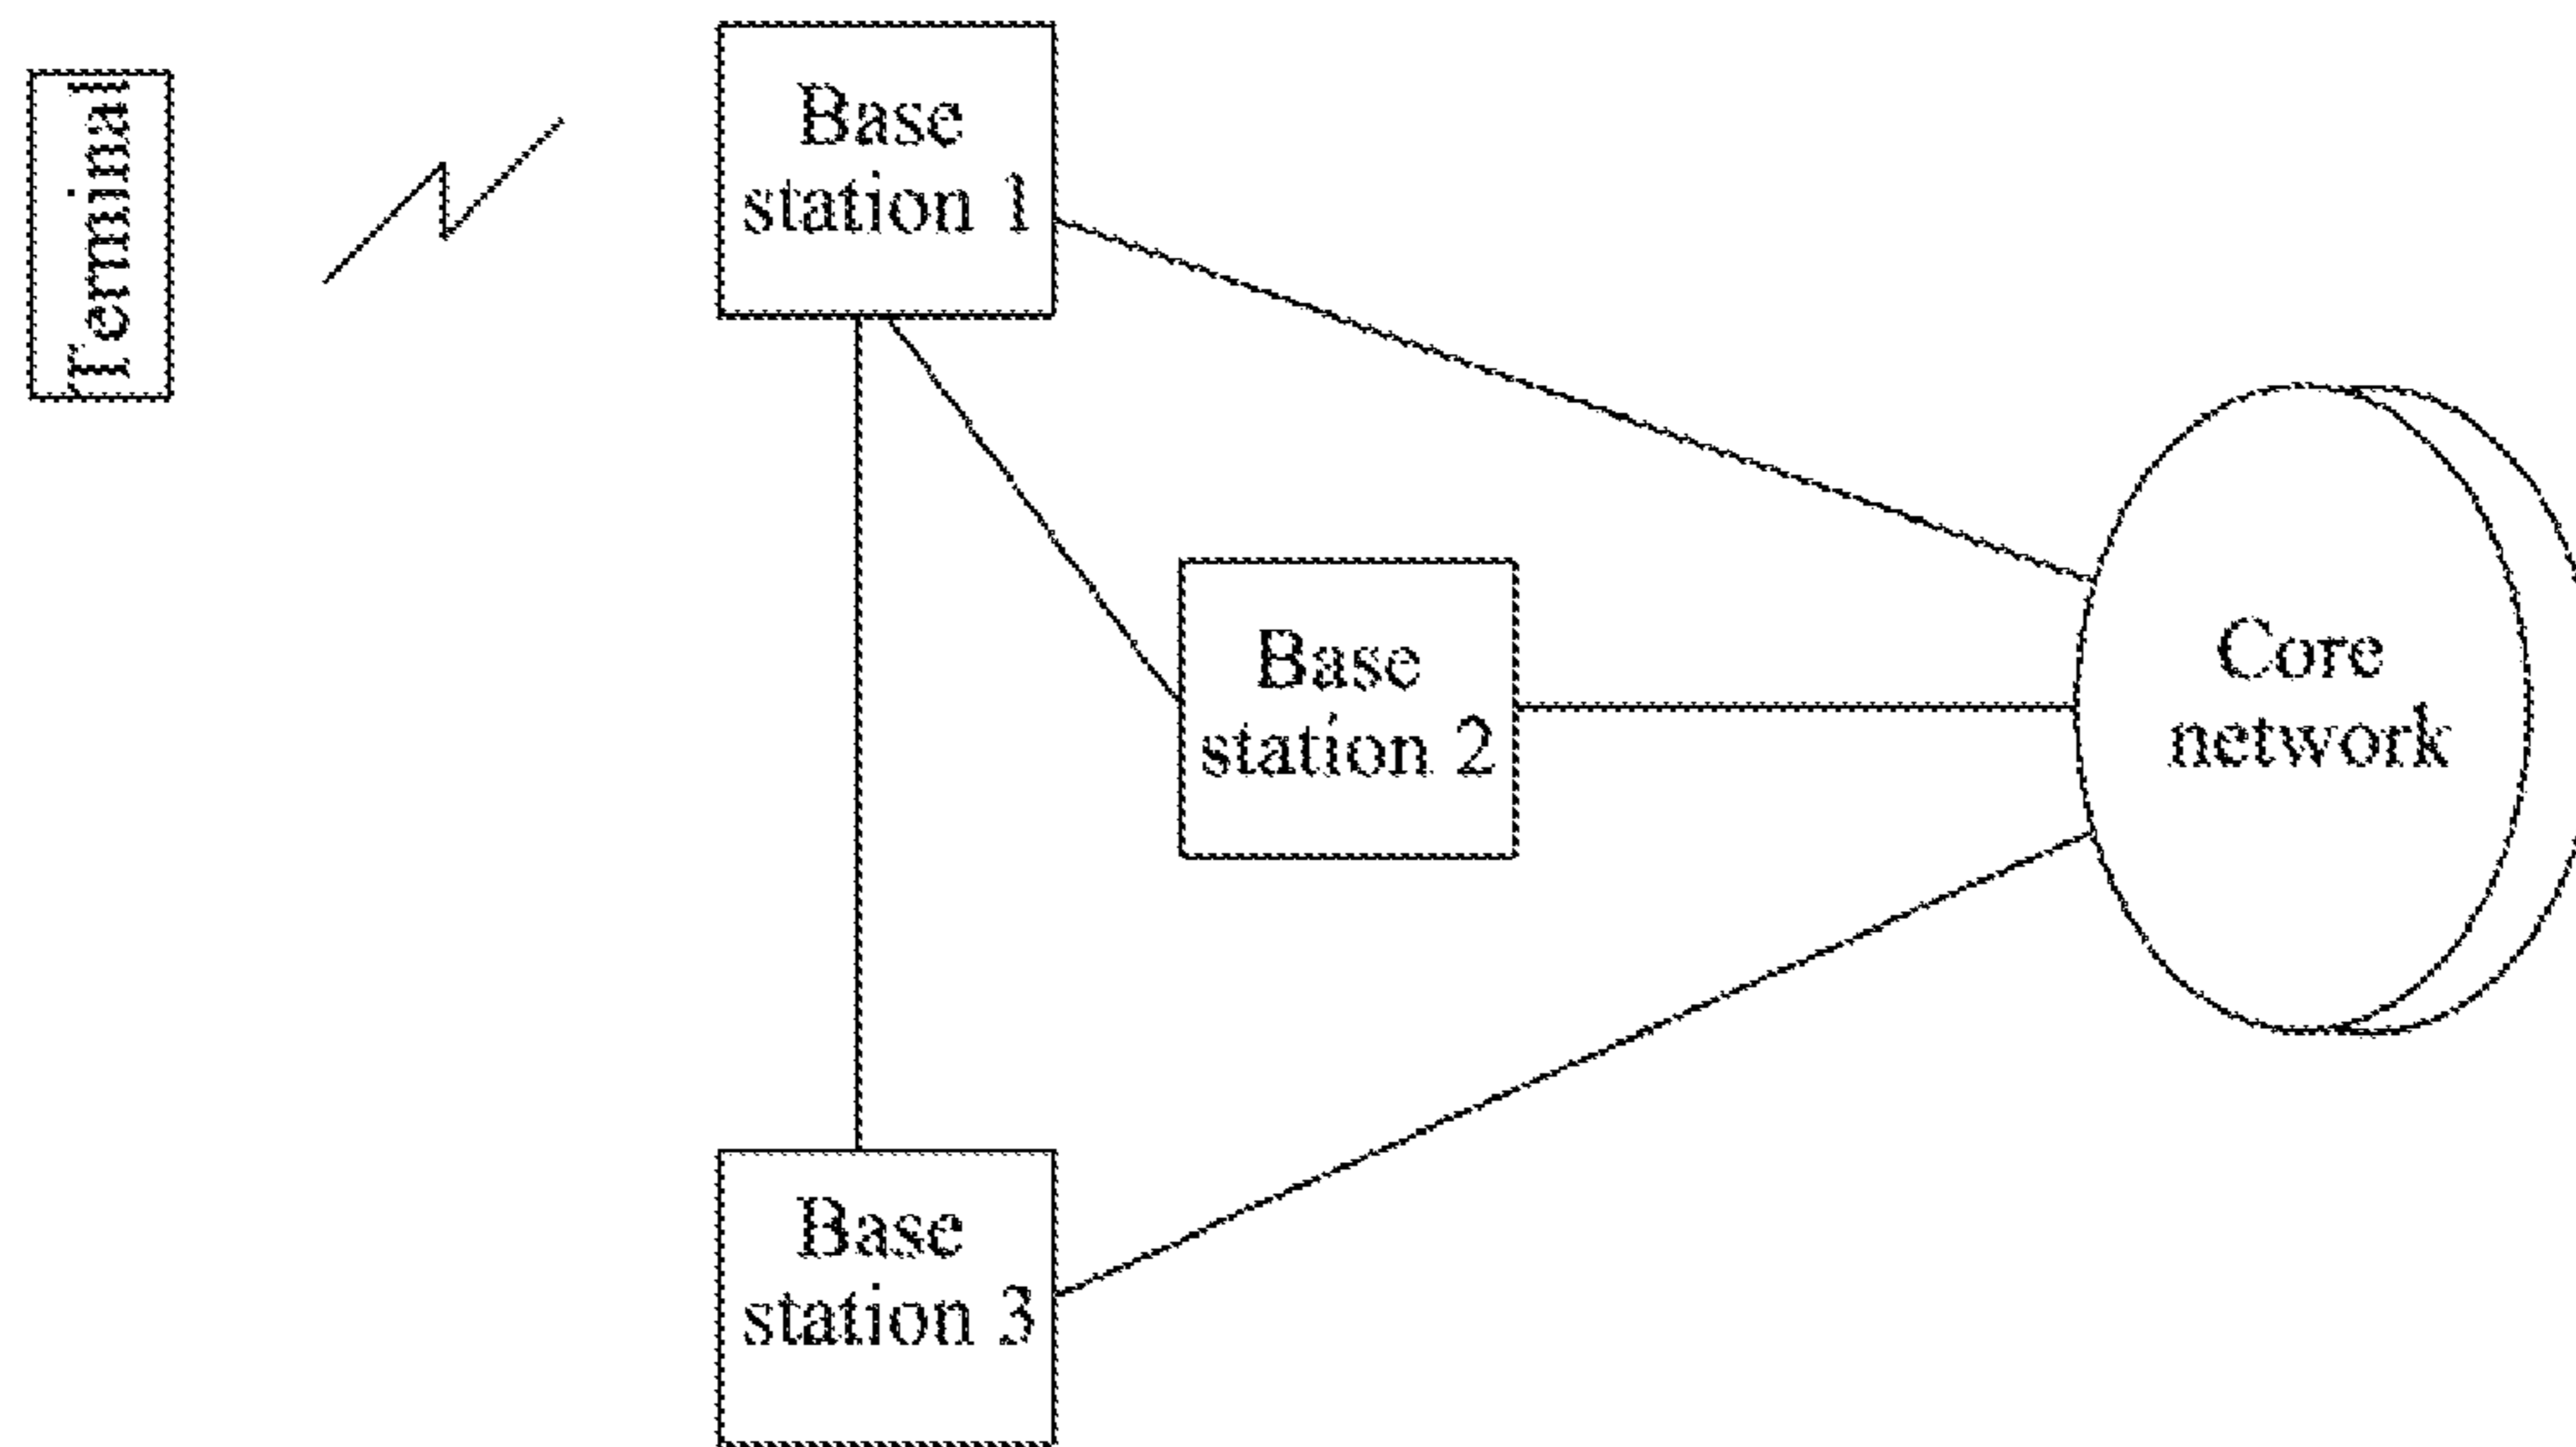 Terminal
Base
station 1
Base
station 2
Core
network
Base
station 3